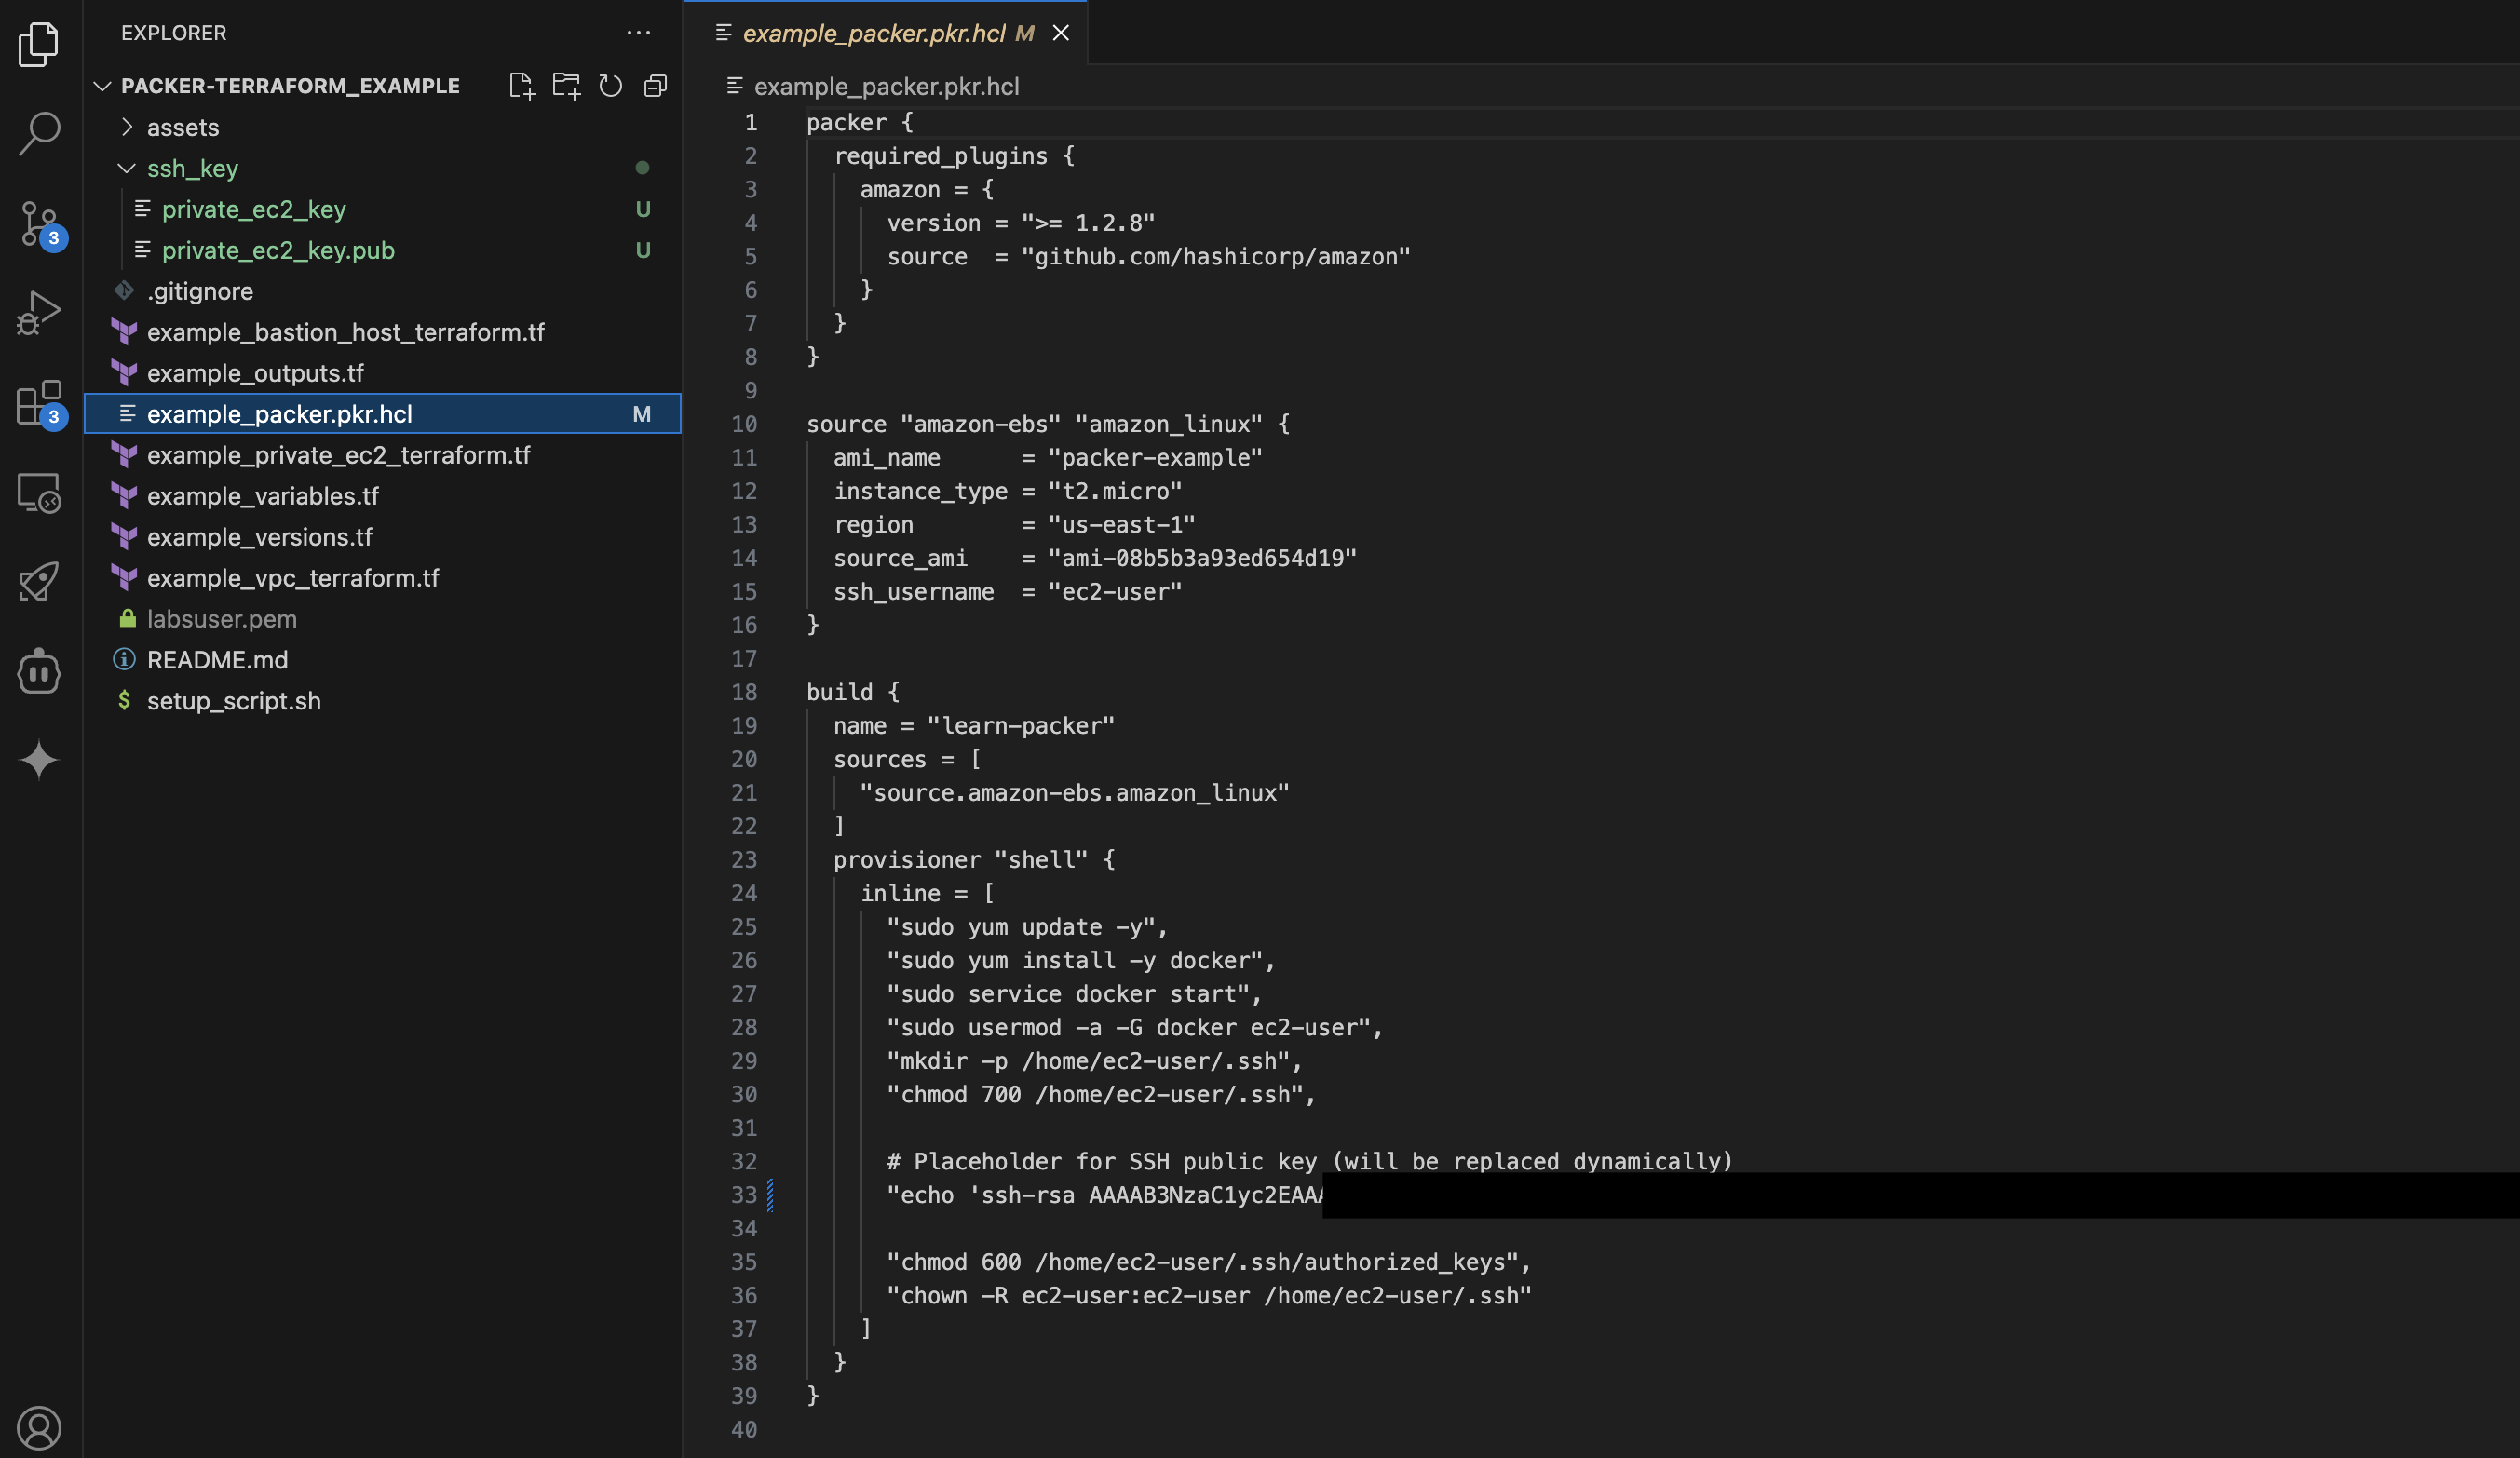 EXPLORER
PACKER-TERRAFORM_EXAMPLE
assets
ssh_key
private_ec2_key U
private_ec2_key.pub U
.gitignore
example_bastion_host_terraform.tf
example_outputs.tf
example_packer.pkr.hcl M
example_private_ec2_terraform.tf
example_variables.tf
example_versions.tf
example_vpc_terraform.tf
labsuser.pem
README.md
$ setup_script.sh
3
3
example_packer.pkr.hcl M
example_packer.pkr.hcl
1 packer {
2 required_plugins {
3 amazon = {
4 version = ">= 1.2.8"
5 source  = "github.com/hashicorp/amazon"
6 }
7 }
8 }
9
10 source "amazon-ebs" "amazon_linux" {
11 ami_name      = "packer-example"
12 instance_type = "t2.micro"
13 region        = "us-east-1"
14 source_ami    = "ami-08b5b3a93ed654d19"
15 ssh_username  = "ec2-user"
16 }
17
18 build {
19 name = "learn-packer"
20 sources = [
21 "source.amazon-ebs.amazon_linux"
22 ]
23 provisioner "shell" {
24 inline = [
25 "sudo yum update -y",
26 "sudo yum install -y docker",
27 "sudo service docker start",
28 "sudo usermod -a -G docker ec2-user",
29 "mkdir -p /home/ec2-user/.ssh",
30 "chmod 700 /home/ec2-user/.ssh",
31
32 # Placeholder for SSH public key (will be replaced dynamically)
33 "echo 'ssh-rsa AAAAB3NzaC1yc2EAAA
34
35 "chmod 600 /home/ec2-user/.ssh/authorized_keys",
36 "chown -R ec2-user:ec2-user /home/ec2-user/.ssh"
37 ]
38 }
39 }
40